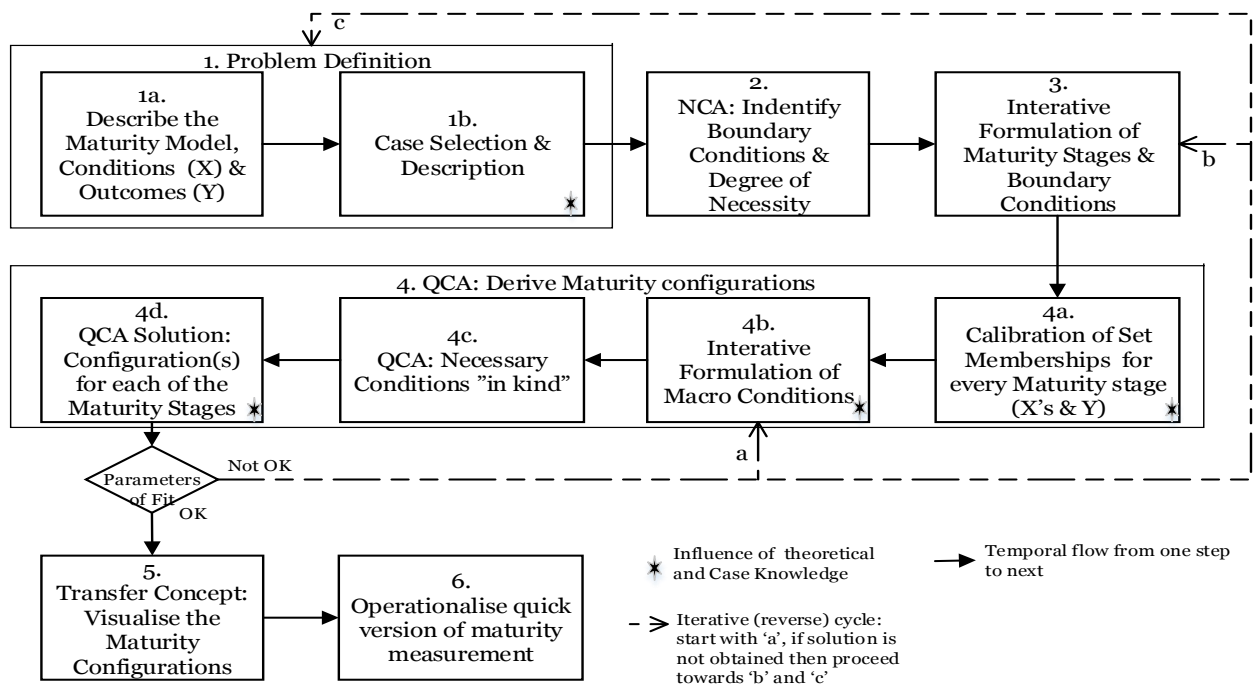 c
1. Problem Definition
1a.
Describe the
Maturity Model,
Conditions (X) &
Outcomes (Y)
1b.
Case Selection &
Description
2.
NCA: Indentify
Boundary
Conditions &
Degree of
Necessity
3.
Interative
Formulation of
Maturity Stages &
Boundary
Conditions
b
4. QCA: Derive Maturity configurations
4d.
QCA Solution:
Configuration(s)
for each of the
Maturity Stages
4c.
QCA: Necessary
Conditions ”in kind”
4b.
Interative
Formulation of
Macro Conditions
4a.
Calibration of Set
Memberships for
every Maturity stage
(X's & Y)
a
Not OK
Parameters
of Fit
OK
5.
Transfer Concept:
Visualise the
Maturity
Configurations
6.
Operationalise quick
version of maturity
measurement
Influence of theoretical
and Case Knowledge
Temporal flow from one step
to next
Iterative (reverse) cycle:
start with ‘a’, if solution is
not obtained then proceed
towards ‘b’ and ‘c’